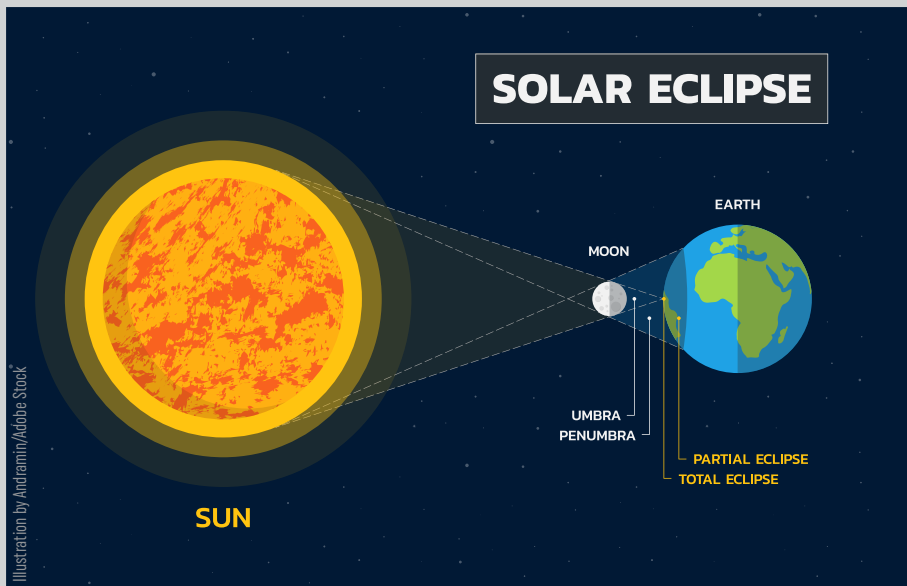 SOLAR ECLIPSE
EARTH
MOON
UMBRA
PENUMBRA
PARTIAL ECLIPSE
TOTAL ECLIPSE
SUN
Illustration by Andramin/Adobe Stock